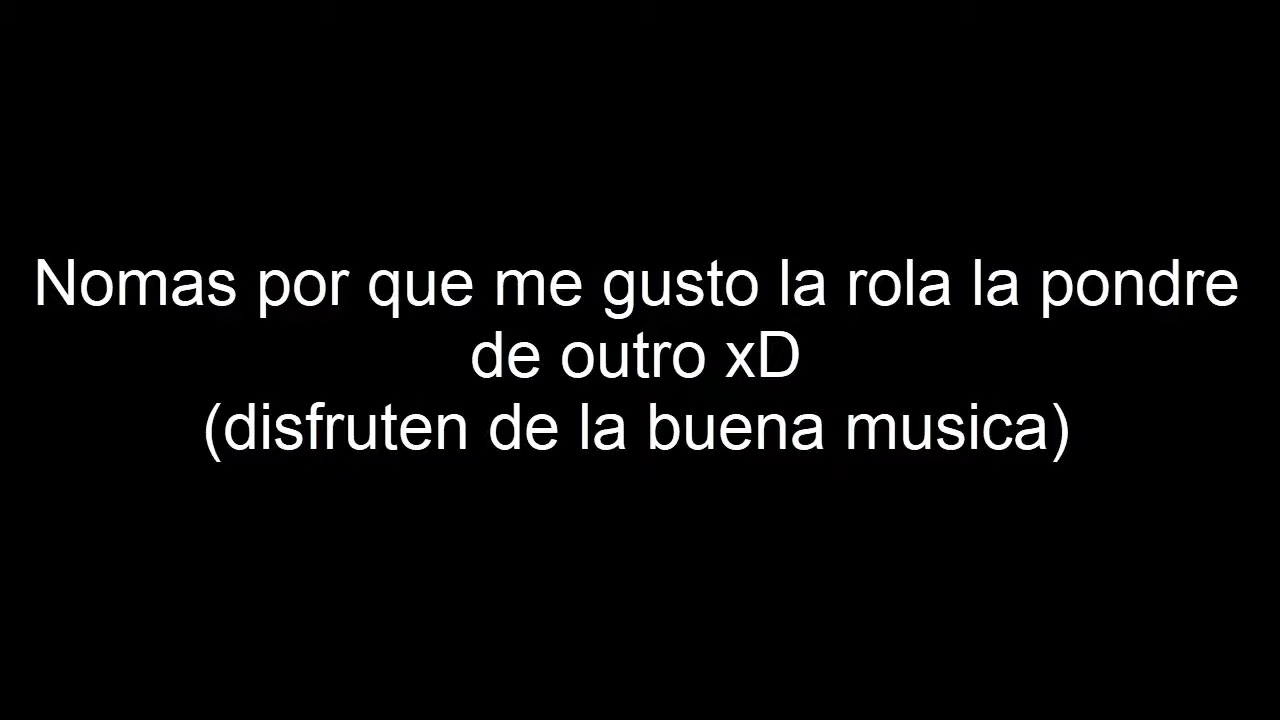 Nomas por que me gusto la rola la pondre
de outro xD
(disfruten de la buena musica)